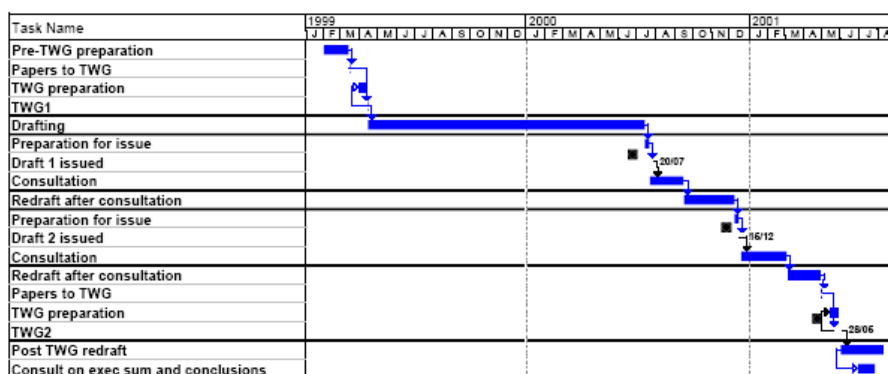 1999 2000 2001
Task Name J F M A M J J A S O N D J F M A M J J A S O N D J F M A M J J A
Pre-TWG preparation
Papers to TWG
TWG preparation
TWG1
Drafting
Preparation for issue
Draft 1 issued 20/07
Consultation
Redraft after consultation
Preparation for issue
Draft 2 issued 15/12
Consultation
Redraft after consultation
Papers to TWG
TWG preparation
TWG2 28/05
Post TWG redraft
Consult on exec sum and conclusions